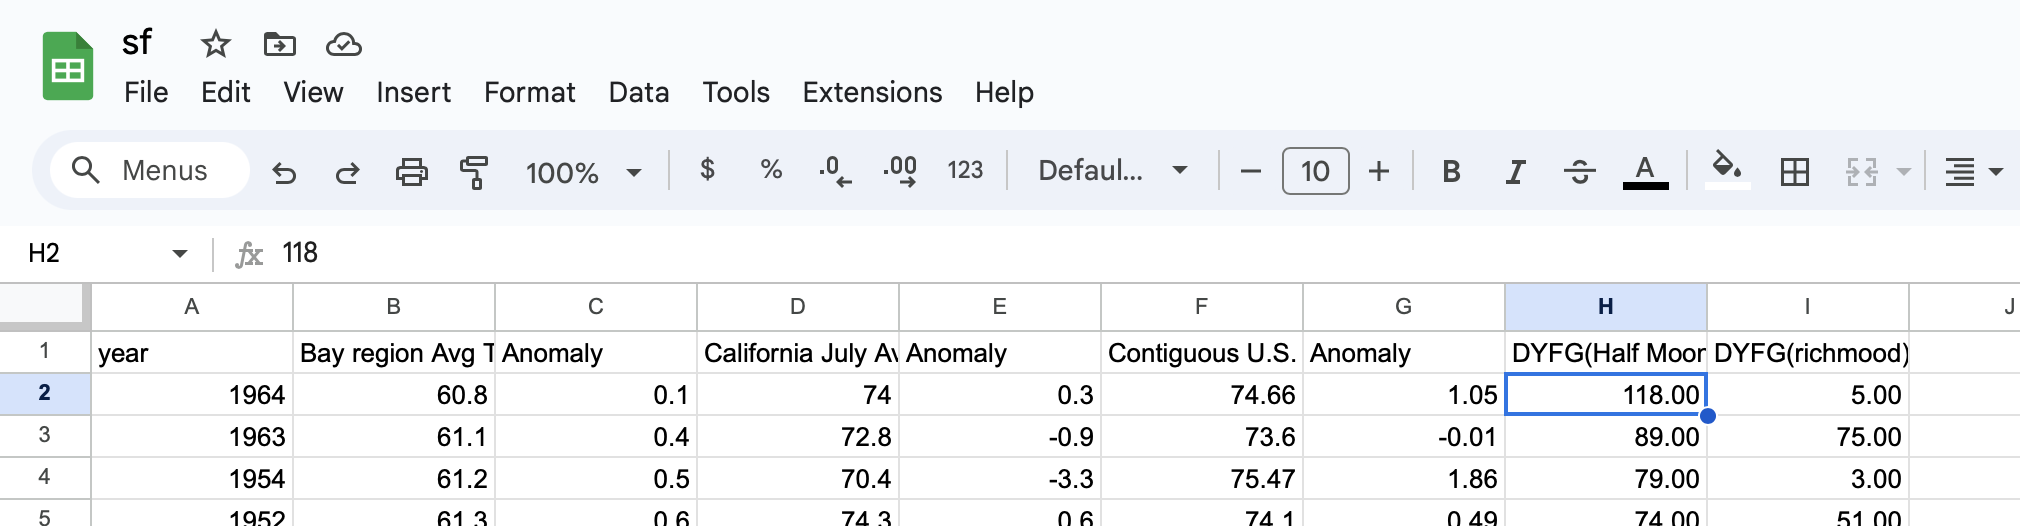 sf
File Edit View Insert Format Data Tools Extensions Help
Menus 100% $ % .0 .00 123 Defaul... 10 B I S A
H2 fx 118
A B C D E F G H I J
1 year Bay region Avg T Anomaly California July Av Anomaly Contiguous U.S. Anomaly DYFG(Half Moor DYFG(richmood)
2 1964 60.8 0.1 74 0.3 74.66 1.05 118.00 5.00
3 1963 61.1 0.4 72.8 -0.9 73.6 -0.01 89.00 75.00
4 1954 61.2 0.5 70.4 -3.3 75.47 1.86 79.00 3.00
5 1952 61.3 0.6 74.3 0.6 74.1 0.49 74.00 51.00